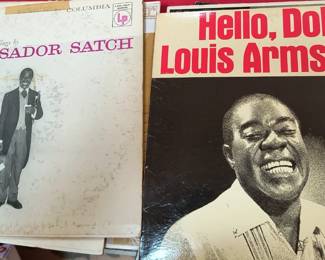 COLUMBIA
Lp
SADOR SATCH
Hello, Dol
Louis Arms